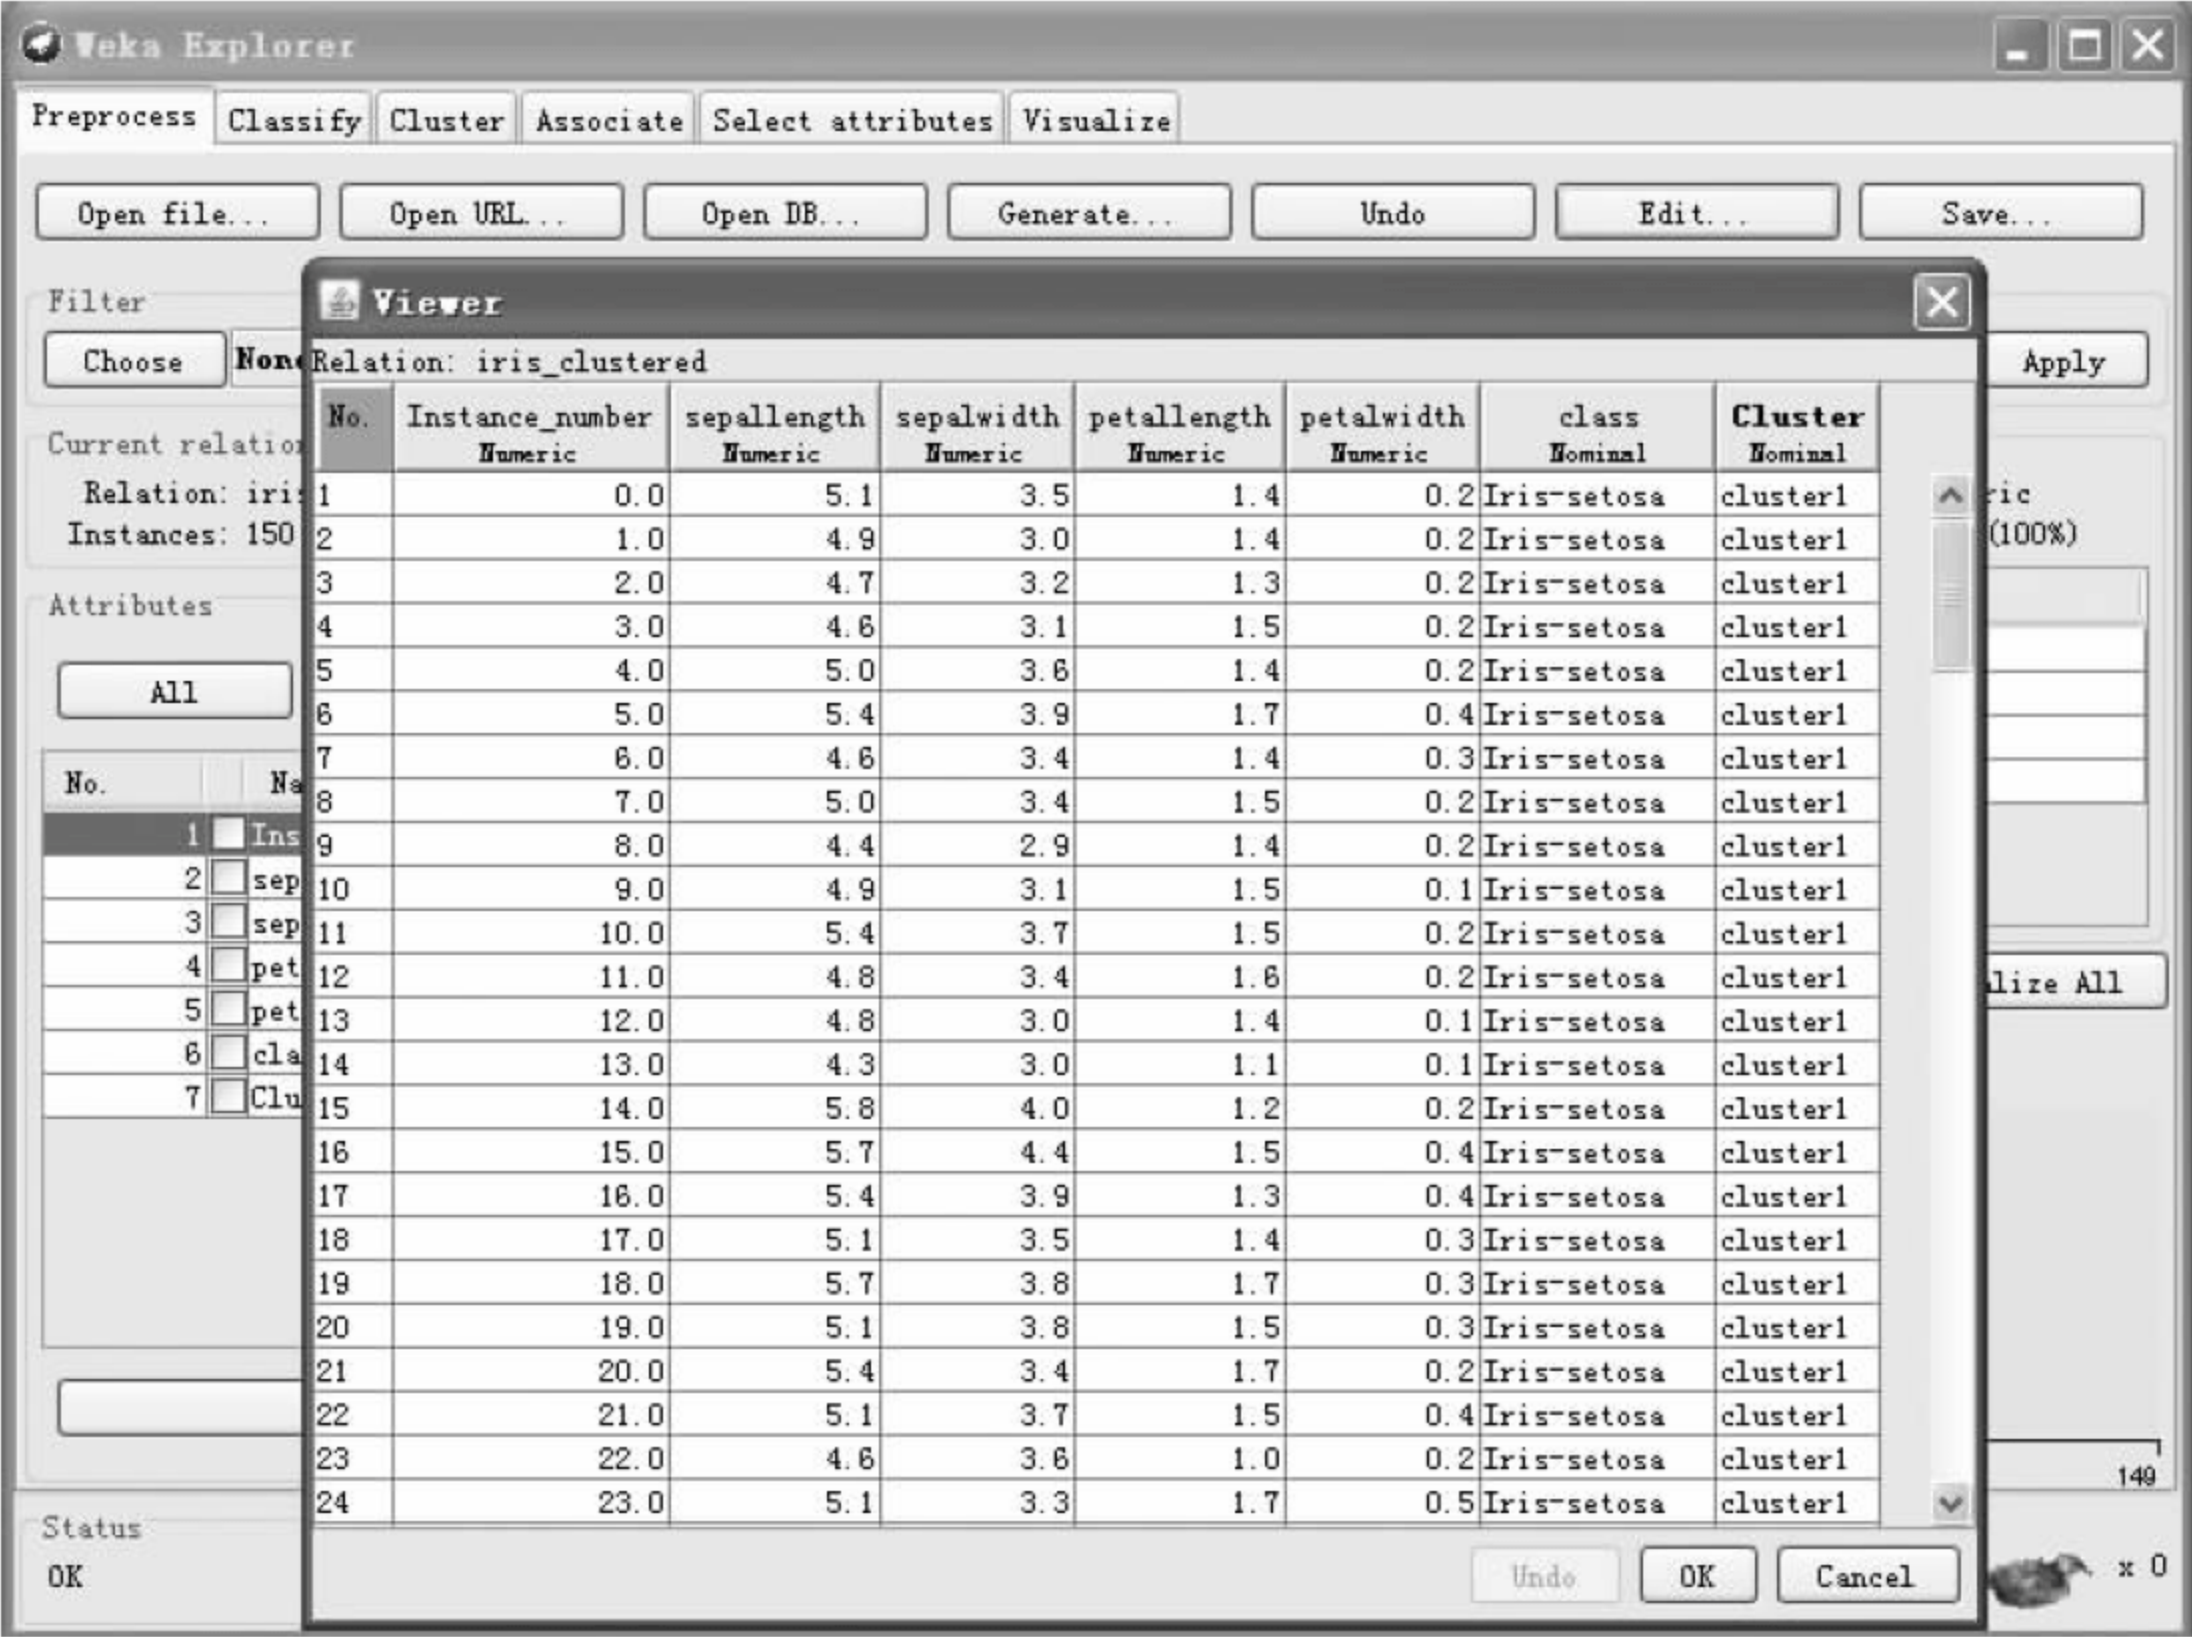 Weka Explorer
Preprocess Classify Cluster Associate Select attributes Visualize
Open file... Open URL... Open DB... Generate... Undo Edit... Save...
Filter
Choose None Apply
Viewer
Relation: iris_clustered
Current relation
Relation: iris
Instances: 150
ric
(100%)
Attributes
All
No. Na
1 Ins
2 sep
3 sep
4 pet
5 pet
6 cla
7 Clu
No. Instance_number sepallength sepalwidth petallength petalwidth class Cluster
Numeric Numeric Numeric Numeric Numeric Nominal Nominal
1 0.0 5.1 3.5 1.4 0.2 Iris-setosa cluster1
2 1.0 4.9 3.0 1.4 0.2 Iris-setosa cluster1
3 2.0 4.7 3.2 1.3 0.2 Iris-setosa cluster1
4 3.0 4.6 3.1 1.5 0.2 Iris-setosa cluster1
5 4.0 5.0 3.6 1.4 0.2 Iris-setosa cluster1
6 5.0 5.4 3.9 1.7 0.4 Iris-setosa cluster1
7 6.0 4.6 3.4 1.4 0.3 Iris-setosa cluster1
8 7.0 5.0 3.4 1.5 0.2 Iris-setosa cluster1
9 8.0 4.4 2.9 1.4 0.2 Iris-setosa cluster1
10 9.0 4.9 3.1 1.5 0.1 Iris-setosa cluster1
11 10.0 5.4 3.7 1.5 0.2 Iris-setosa cluster1
12 11.0 4.8 3.4 1.6 0.2 Iris-setosa cluster1
13 12.0 4.8 3.0 1.4 0.1 Iris-setosa cluster1
14 13.0 4.3 3.0 1.1 0.1 Iris-setosa cluster1
15 14.0 5.8 4.0 1.2 0.2 Iris-setosa cluster1
16 15.0 5.7 4.4 1.5 0.4 Iris-setosa cluster1
17 16.0 5.4 3.9 1.3 0.4 Iris-setosa cluster1
18 17.0 5.1 3.5 1.4 0.3 Iris-setosa cluster1
19 18.0 5.7 3.8 1.7 0.3 Iris-setosa cluster1
20 19.0 5.1 3.8 1.5 0.3 Iris-setosa cluster1
21 20.0 5.4 3.4 1.7 0.2 Iris-setosa cluster1
22 21.0 5.1 3.7 1.5 0.4 Iris-setosa cluster1
23 22.0 4.6 3.6 1.0 0.2 Iris-setosa cluster1
24 23.0 5.1 3.3 1.7 0.5 Iris-setosa cluster1
lize All
149
Undo OK Cancel
Status
OK
x 0